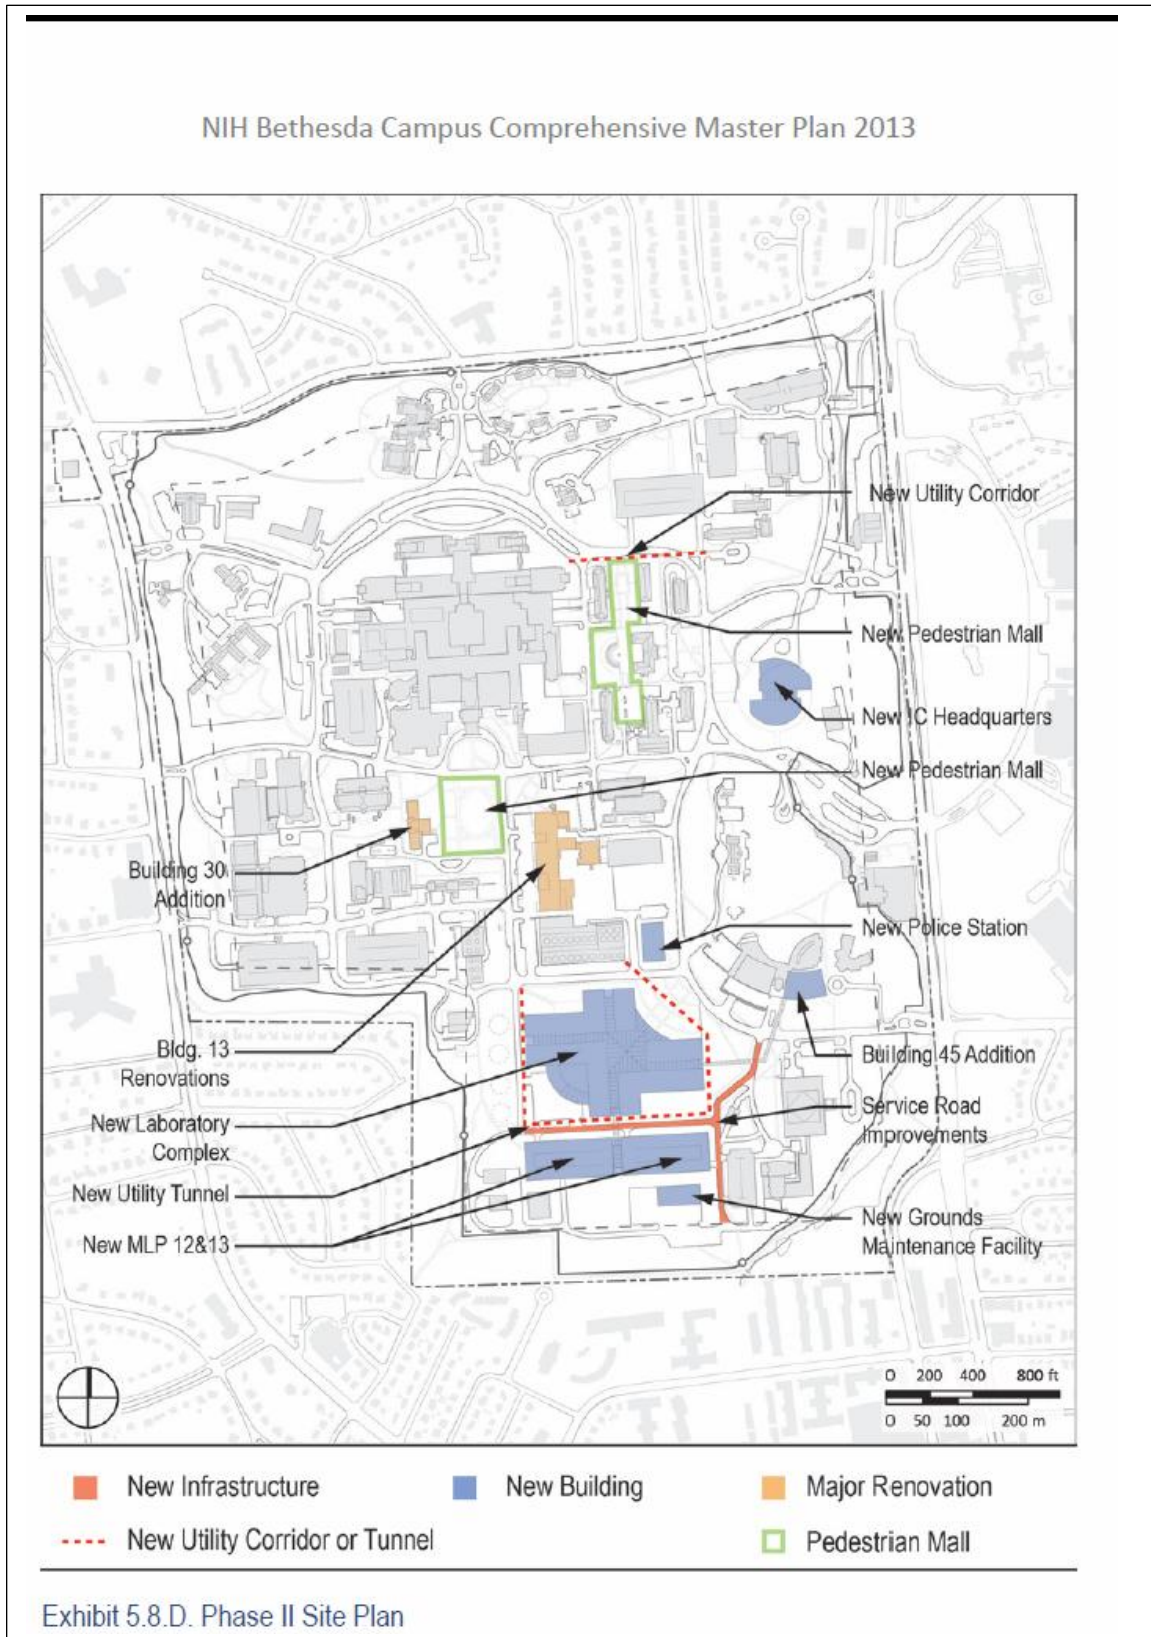 NIH Bethesda Campus Comprehensive Master Plan 2013
New Utility Corridor
New Pedestrian Mall
New IC Headquarters
New Pedestrian Mall
Building 30
Addition
New Police Station
Bldg. 13
Renovations
Building 45 Addition
New Laboratory
Complex
Service Road
Improvements
New Utility Tunnel
New MLP 12&13
New Grounds
Maintenance Facility
0 200 400 800 ft
0 50 100 200 m
New Infrastructure
New Building
Major Renovation
New Utility Corridor or Tunnel
Pedestrian Mall
Exhibit 5.8.D. Phase II Site Plan